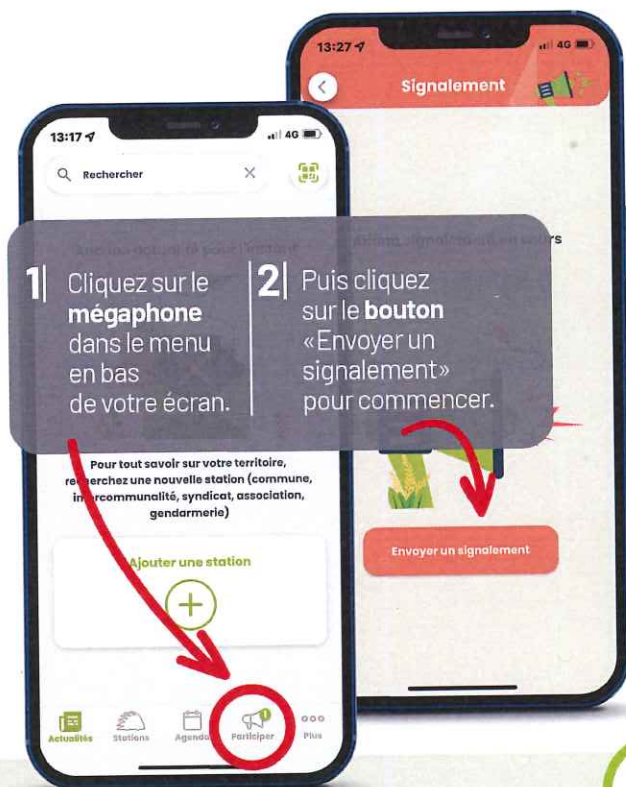 13:27
4G
Signalement
13:17
4G
Rechercher
1 Cliquez sur le
mégaphone
dans le menu
en bas
de votre écran.
2 Puis cliquez
sur le bouton
«Envoyer un
signalement»
pour commencer.
Pour tout savoir sur votre territoire,
recherchez une nouvelle station (commune,
intercommunalité, syndicat, association,
gendarmerie)
Ajouter une station
Envoyer un signalement
Actualités
Stations
Agenda
Participer
Plus